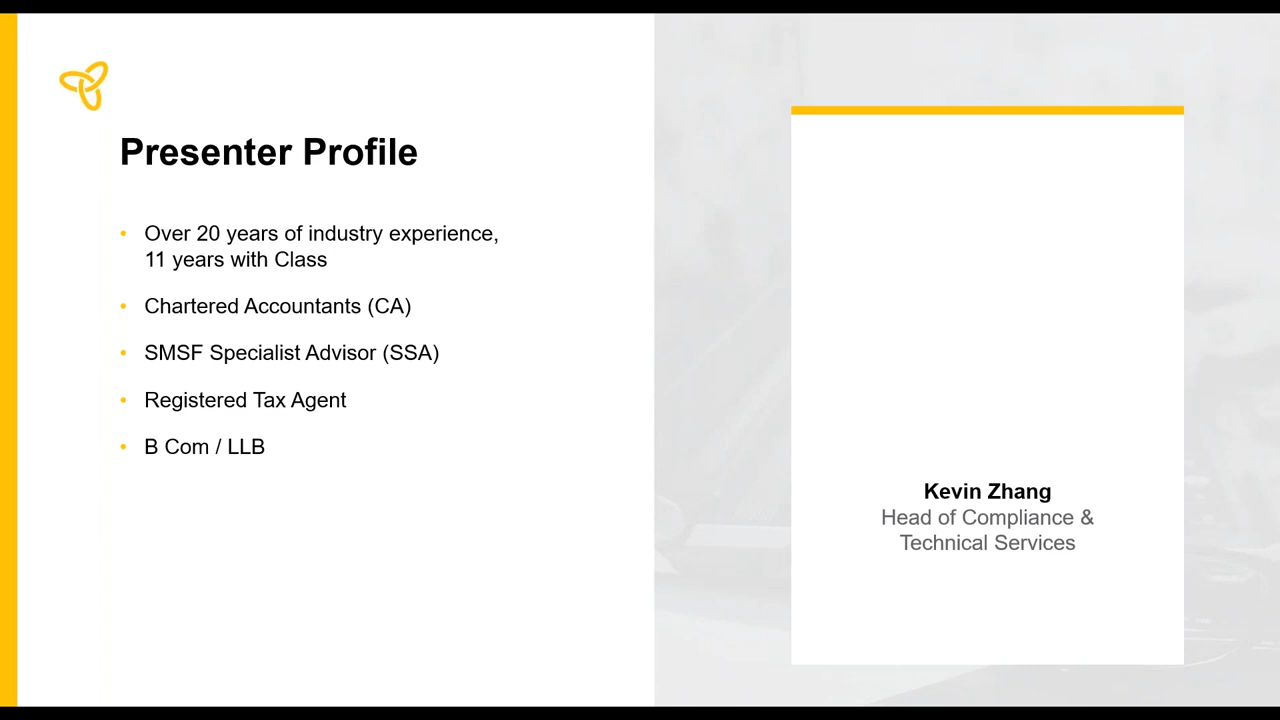 Presenter Profile
• Over 20 years of industry experience,
11 years with Class
• Chartered Accountants (CA)
• SMSF Specialist Advisor (SSA)
• Registered Tax Agent
• B Com / LLB
Kevin Zhang
Head of Compliance &
Technical Services